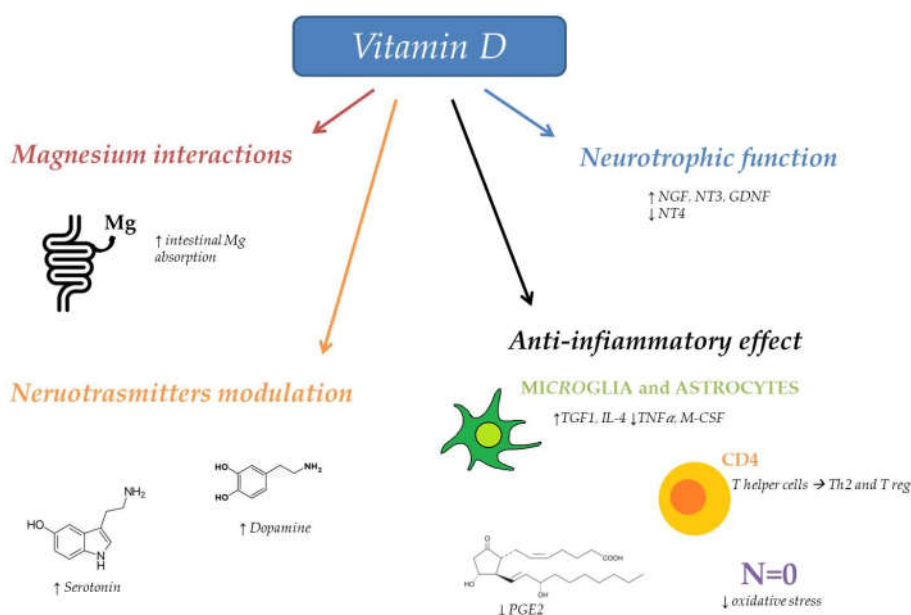 Vitamin D
Magnesium interactions
Mg
↑ intestinal Mg
absorption
Neurotrophic function
↑ NGF, NT3, GDNF
↓ NT4
Neruotrasmitters modulation
HO
HO
NH2
↑ Dopamine
NH2
HO
N
H
↑ Serotonin
Anti-infiammatory effect
MICROGLIA and ASTROCYTES
↑TGF1, IL-4 ↓TNFα, M-CSF
CD4
T helper cells → Th2 and T reg
O
COOH
HO
OH
↓ PGE2
N=0
↓ oxidative stress